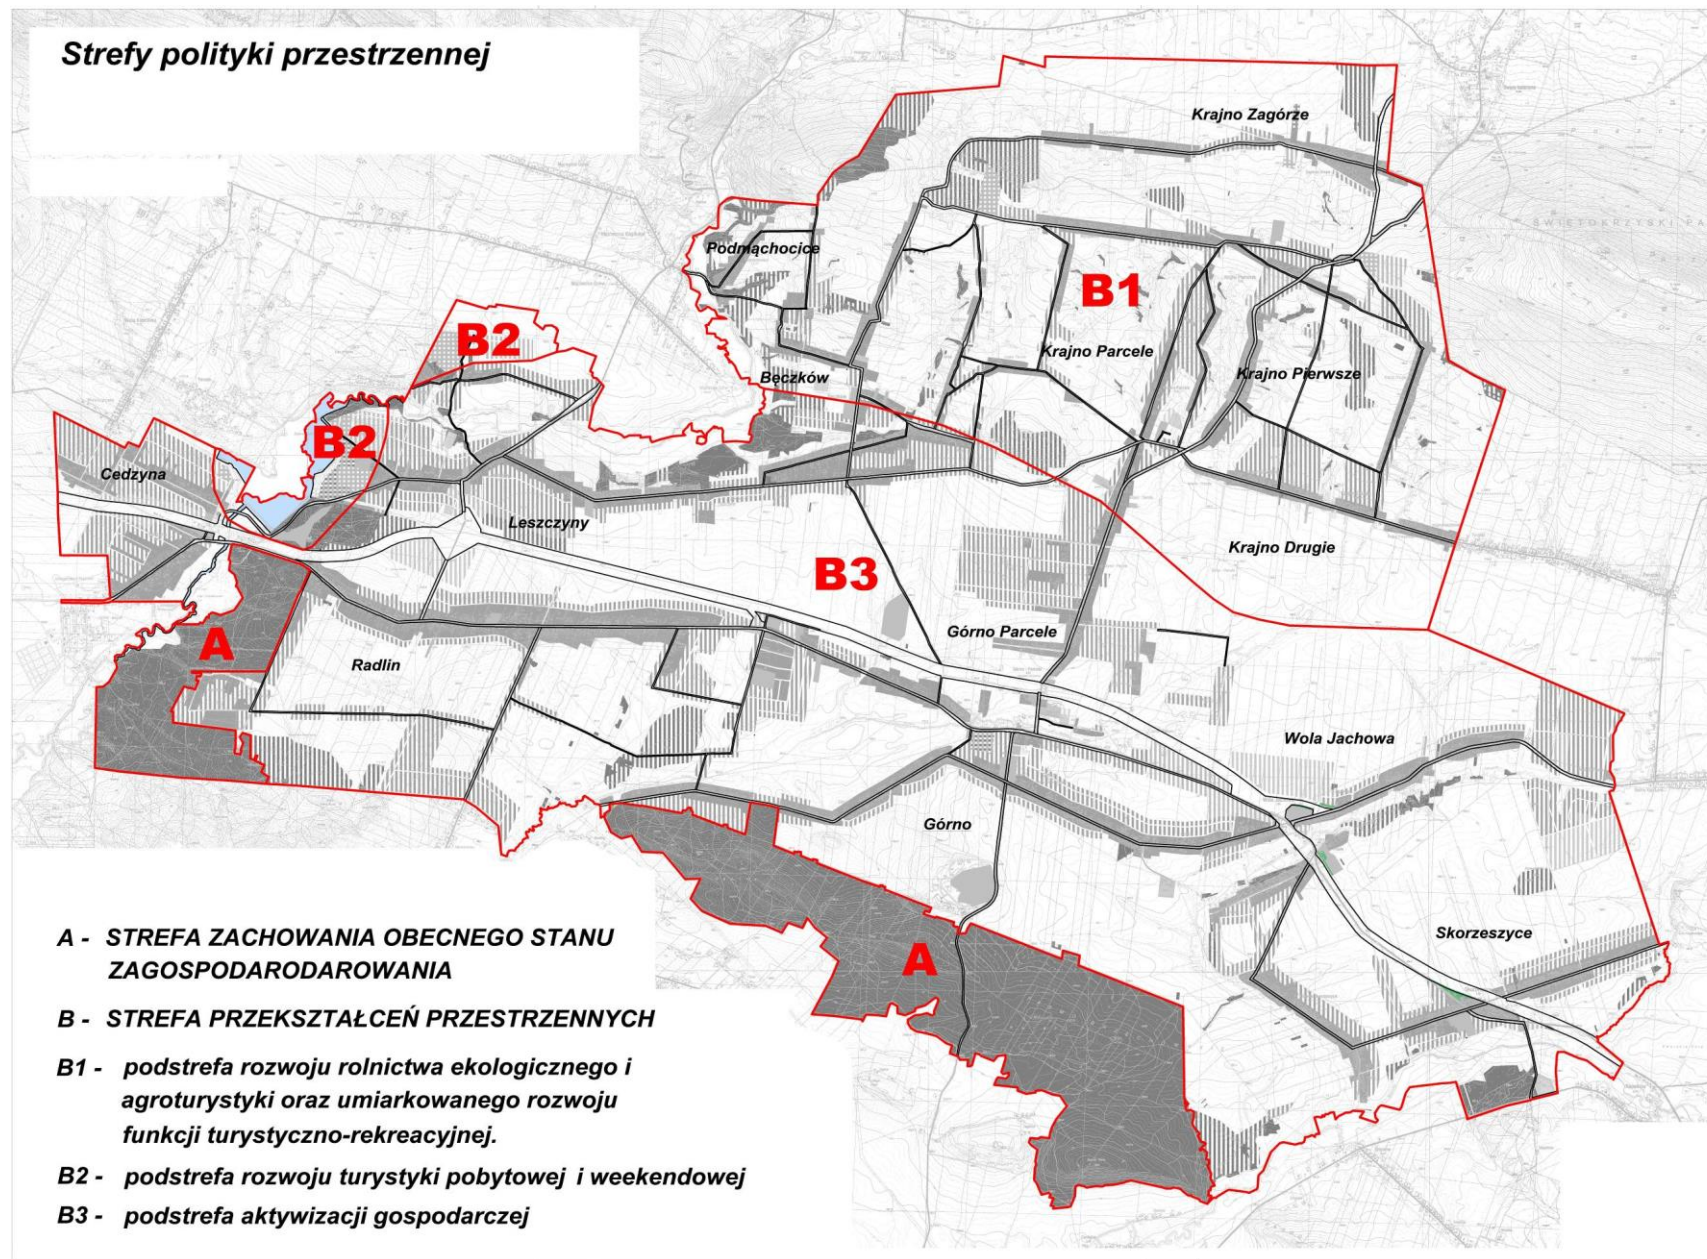 Strefy polityki przestrzennej
Krajno Zagórze
ŚWIĘTOKRZYSKI PA
Podmąchocice
B1
B2
Krajno Parcele
Bęczków
Krajno Pierwsze
B2
Cedzyna
Leszczyny
Krajno Drugie
B3
Górno Parcele
A
Radlin
Wola Jachowa
Górno
Skorzeszyce
A
A - STREFA ZACHOWANIA OBECNEGO STANU
ZAGOSPODARODAROWANIA
B - STREFA PRZEKSZTAŁCEŃ PRZESTRZENNYCH
B1 - podstrefa rozwoju rolnictwa ekologicznego i
agroturystyki oraz umiarkowanego rozwoju
funkcji turystyczno-rekreacyjnej.
B2 - podstrefa rozwoju turystyki pobytowej i weekendowej
B3 - podstrefa aktywizacji gospodarczej